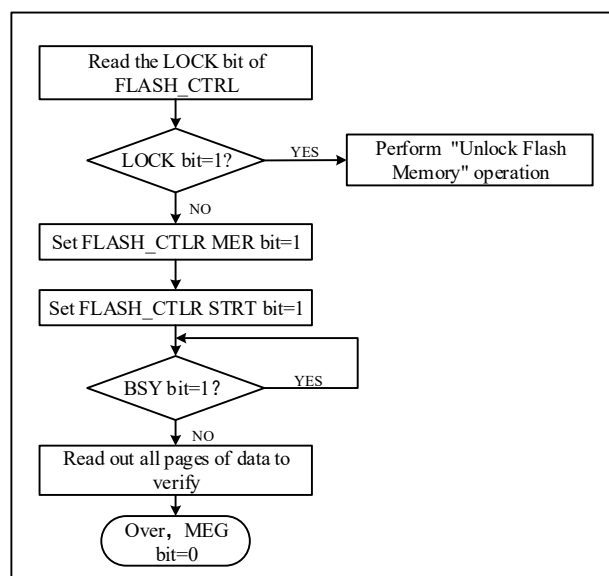 Read the LOCK bit of
FLASH_CTRL
LOCK bit=1?
YES
Perform "Unlock Flash
Memory" operation
NO
Set FLASH_CTLR MER bit=1
Set FLASH_CTLR STRT bit=1
BSY bit=1?
YES
NO
Read out all pages of data to
verify
Over，MEG
bit=0